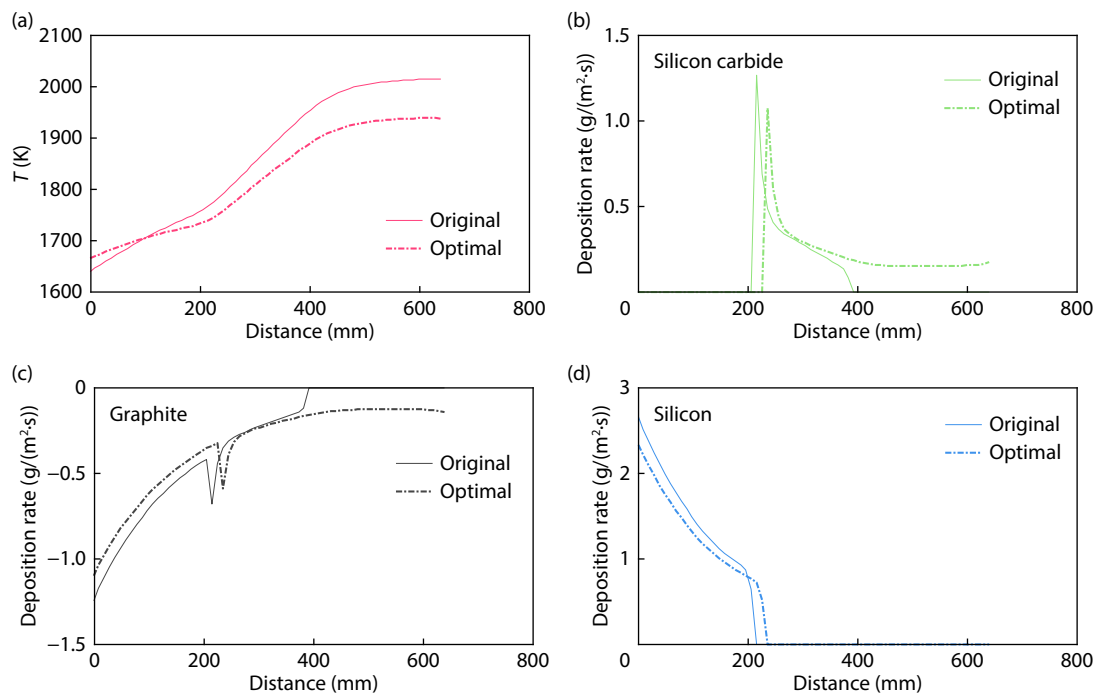 (a)
2100
2000
1900
1800
1700
1600
T (K)
Original
Optimal
0
200
400
600
800
Distance (mm)
(b)
1.5
1.0
0.5
0
Deposition rate (g/(m²·s))
Silicon carbide
Original
Optimal
200
400
600
800
Distance (mm)
(c)
0
−0.5
−1.0
−1.5
Deposition rate (g/(m²·s))
Graphite
Original
Optimal
0
200
400
600
800
Distance (mm)
(d)
3
2
1
0
Deposition rate (g/(m²·s))
Silicon
Original
Optimal
200
400
600
800
Distance (mm)